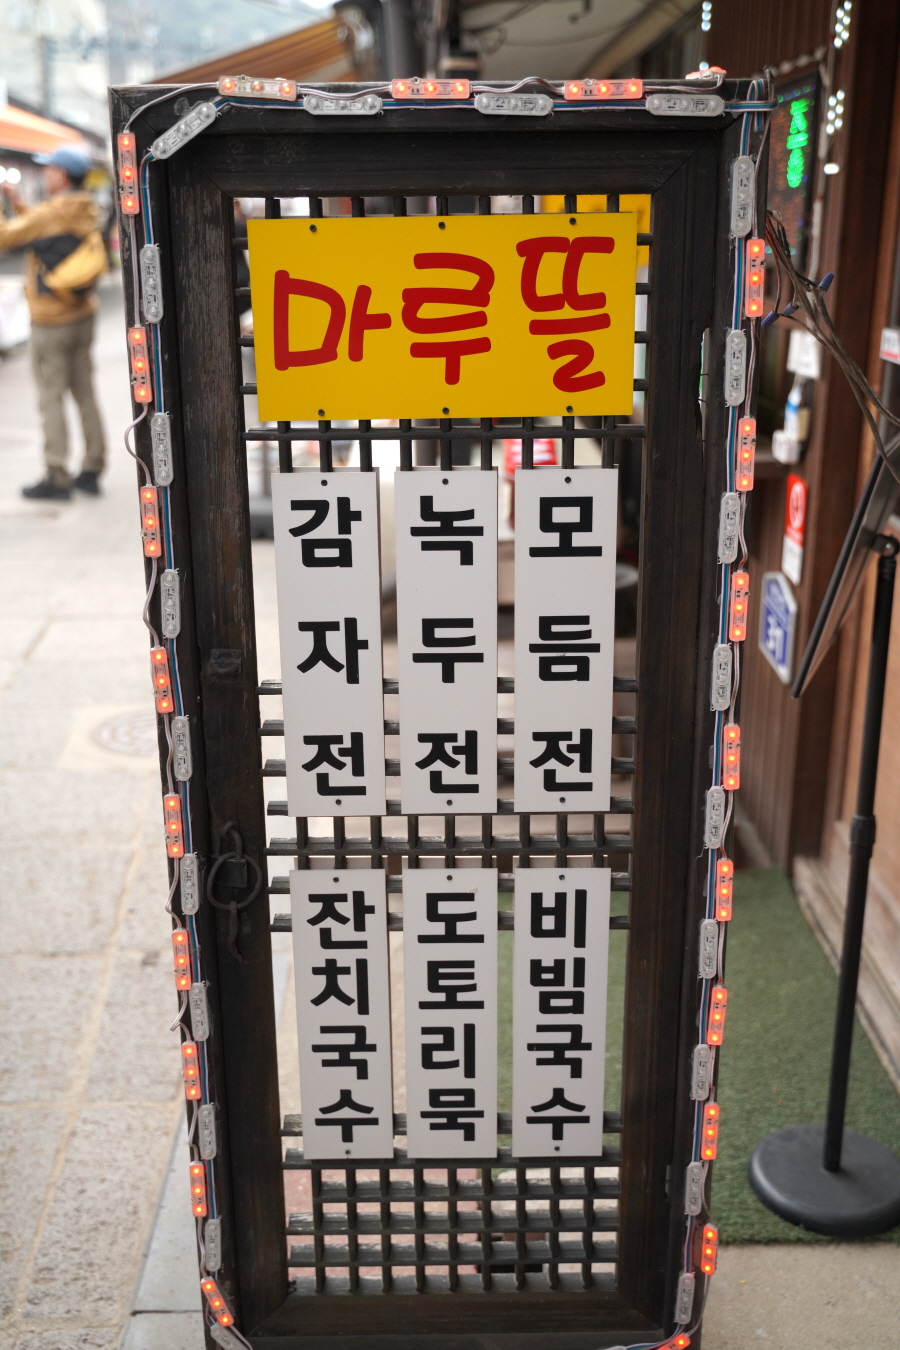 마루뜰
감자전
녹두전
모듬전
잔치국수
도토리묵
비빔국수